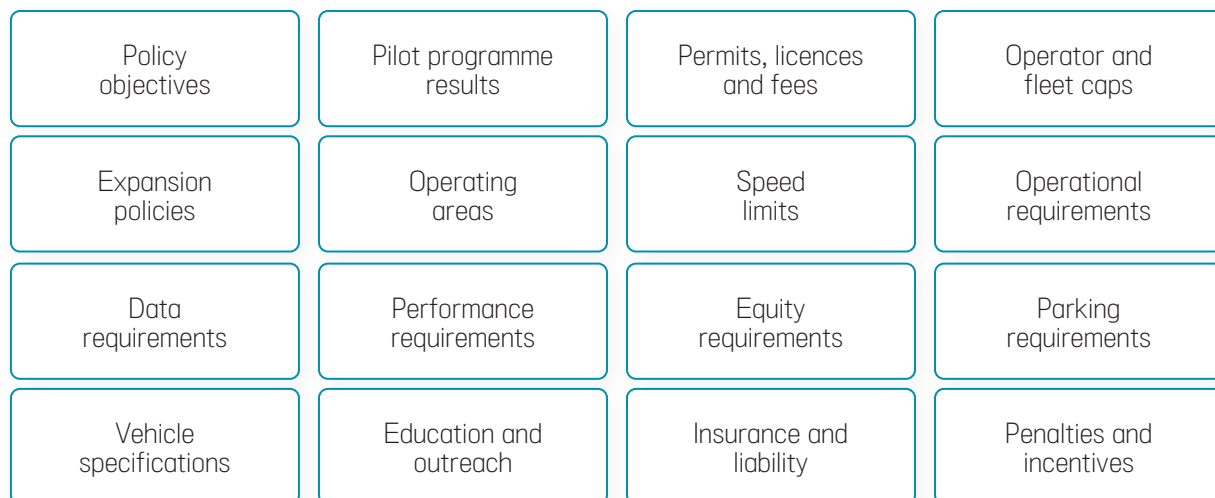 Policy
objectives
Pilot programme
results
Permits, licences
and fees
Operator and
fleet caps
Expansion
policies
Operating
areas
Speed
limits
Operational
requirements
Data
requirements
Performance
requirements
Equity
requirements
Parking
requirements
Vehicle
specifications
Education and
outreach
Insurance and
liability
Penalties and
incentives